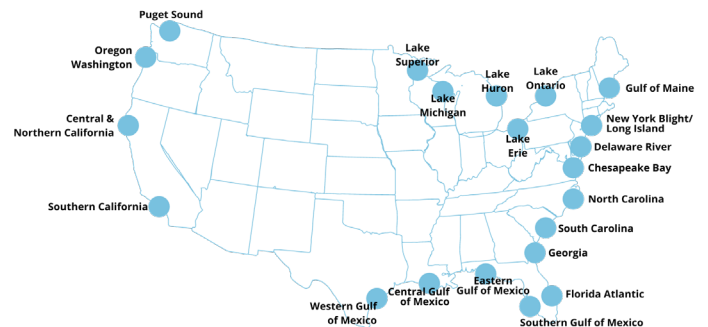 Puget Sound
Oregon
Washington
Central &
Northern California
Southern California
Lake
Superior
Lake
Michigan
Lake
Huron
Lake
Ontario
Lake
Erie
Gulf of Maine
New York Blight/
Long Island
Delaware River
Chesapeake Bay
North Carolina
South Carolina
Georgia
Florida Atlantic
Southern Gulf of Mexico
Eastern
Gulf of Mexico
Central Gulf
of Mexico
Western Gulf
of Mexico